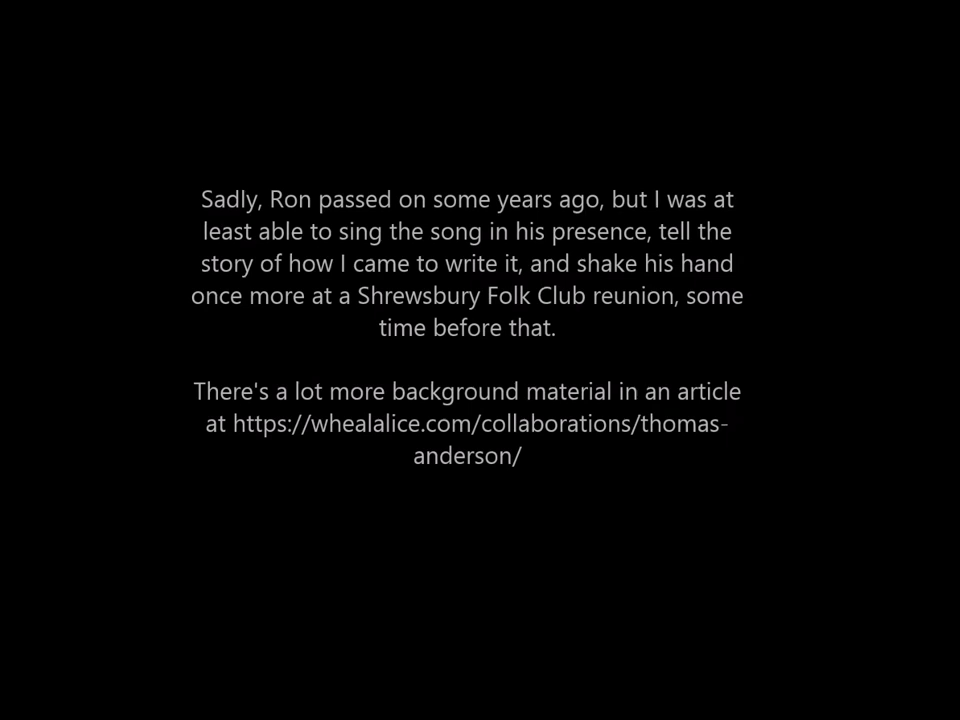 Sadly, Ron passed on some years ago, but I was at
least able to sing the song in his presence, tell the
story of how I came to write it, and shake his hand
once more at a Shrewsbury Folk Club reunion, some
time before that.
There's a lot more background material in an article
at https://whealalice.com/collaborations/thomas-
anderson/